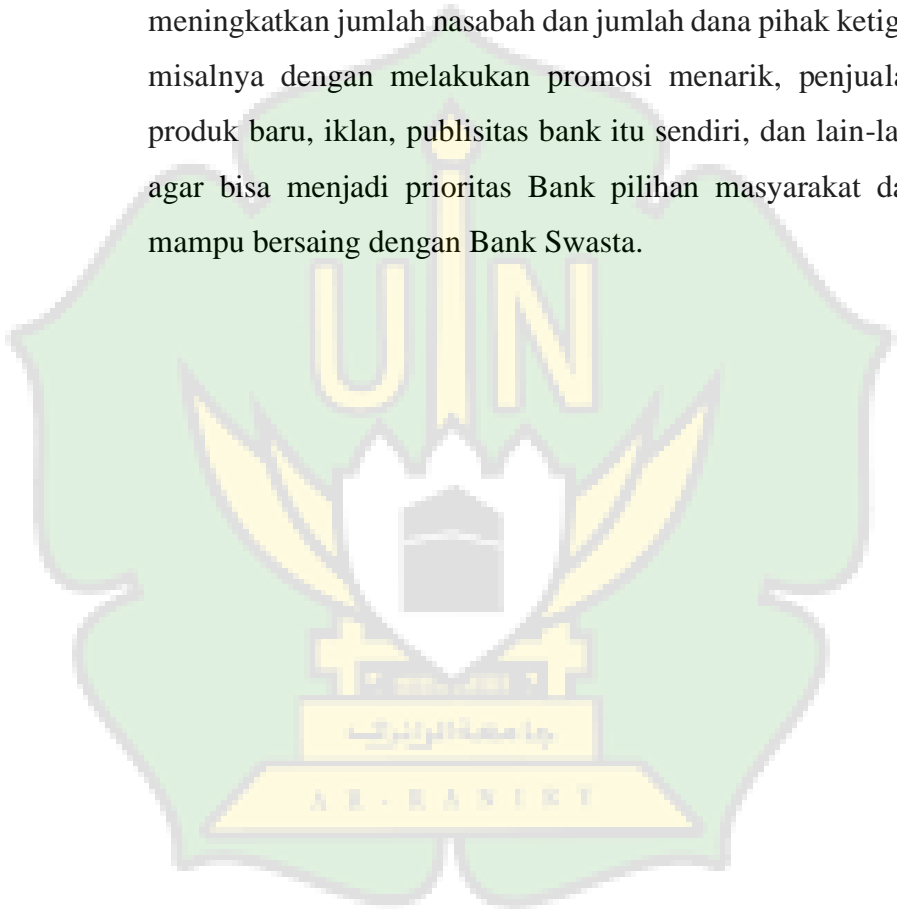 meningkatkan jumlah nasabah dan jumlah dana pihak ketig
misalnya dengan melakukan promosi menarik, penjuala
produk baru, iklan, publisitas bank itu sendiri, dan lain-la
agar bisa menjadi prioritas Bank pilihan masyarakat da
mampu bersaing dengan Bank Swasta.
UIN
جامعة الرانري
AR-RANIRY